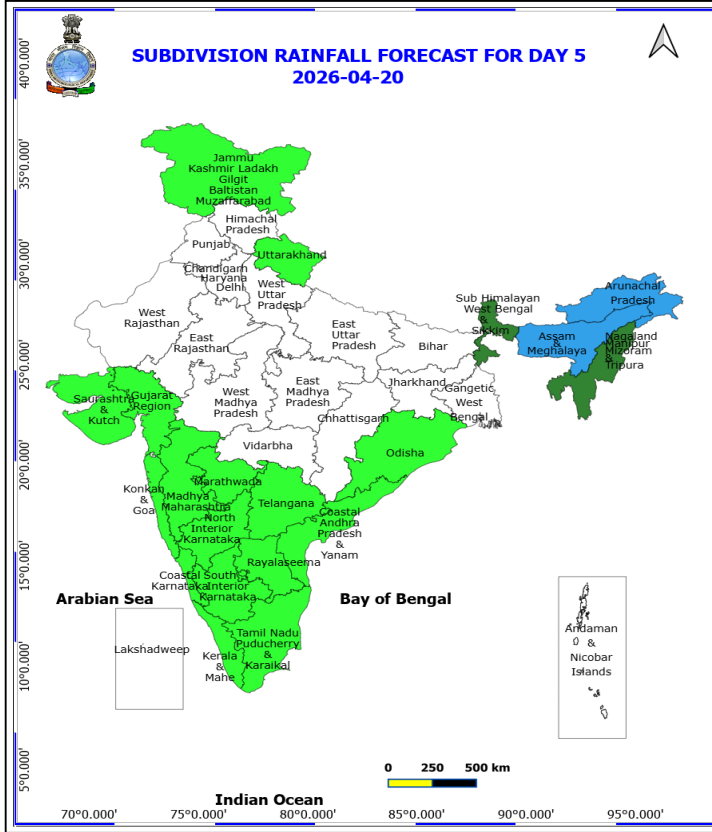 SUBDIVISION RAINFALL FORECAST FOR DAY 5
2026-04-20
40°0.000'
35°0.000'
30°0.000'
25°0.000'
20°0.000'
15°0.000'
10°0.000'
5°0.000'
Jammu
Kashmir Ladakh
Gilgit
Baltistan
Muzaffarabad
Himachal
Pradesh
Punjab
Uttarakhand
Chandigarh
Haryana
Delhi
West
Uttar
Pradesh
West
Rajasthan
East
Rajasthan
East
Uttar
Pradesh
Bihar
Sub Himalayan
West Bengal
&
Sikkim
Arunachal
Pradesh
Assam
&
Meghalaya
Nagaland
Manipur
Mizoram
&
Tripura
Saurashtra
&
Kutch
Gujarat
Region
West
Madhya
Pradesh
East
Madhya
Pradesh
Jharkhand
Gangetic
West
Bengal
Chhattisgarh
Vidarbha
Odisha
Konkan
&
Goa
Marathwada
Madhya
Maharashtra
Telangana
North
Interior
Karnataka
Coastal
Andhra
Pradesh
&
Yanam
Rayalaseema
Coastal
Karnataka
South
Interior
Karnataka
Arabian Sea
Bay of Bengal
Lakshadweep
Kerala
&
Mahe
Tamil Nadu
Puducherry
&
Karaikal
Andaman
&
Nicobar
Islands
0 250 500 km
Indian Ocean
70°0.000' 75°0.000' 80°0.000' 85°0.000' 90°0.000' 95°0.000'